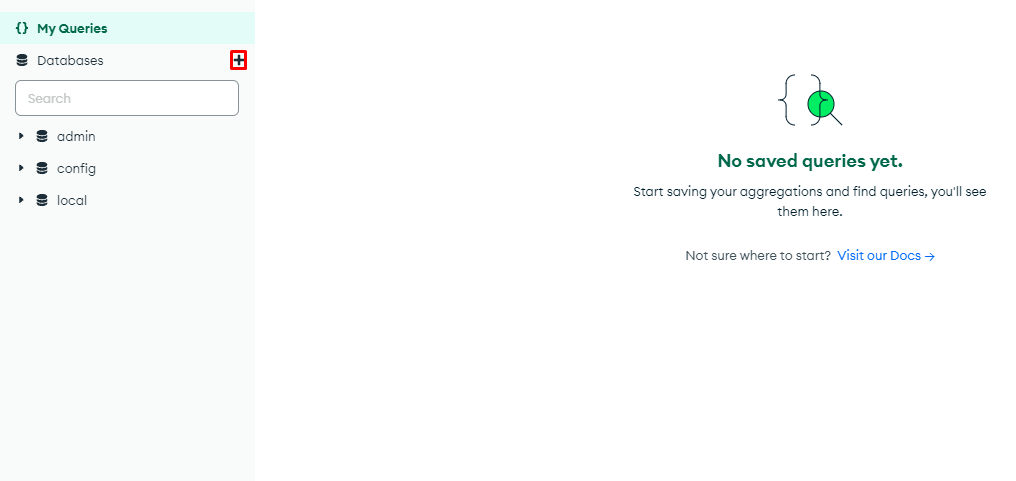 {} My Queries
Databases +
Search
admin
config
local
No saved queries yet.
Start saving your aggregations and find queries, you'll see
them here.
Not sure where to start? Visit our Docs →